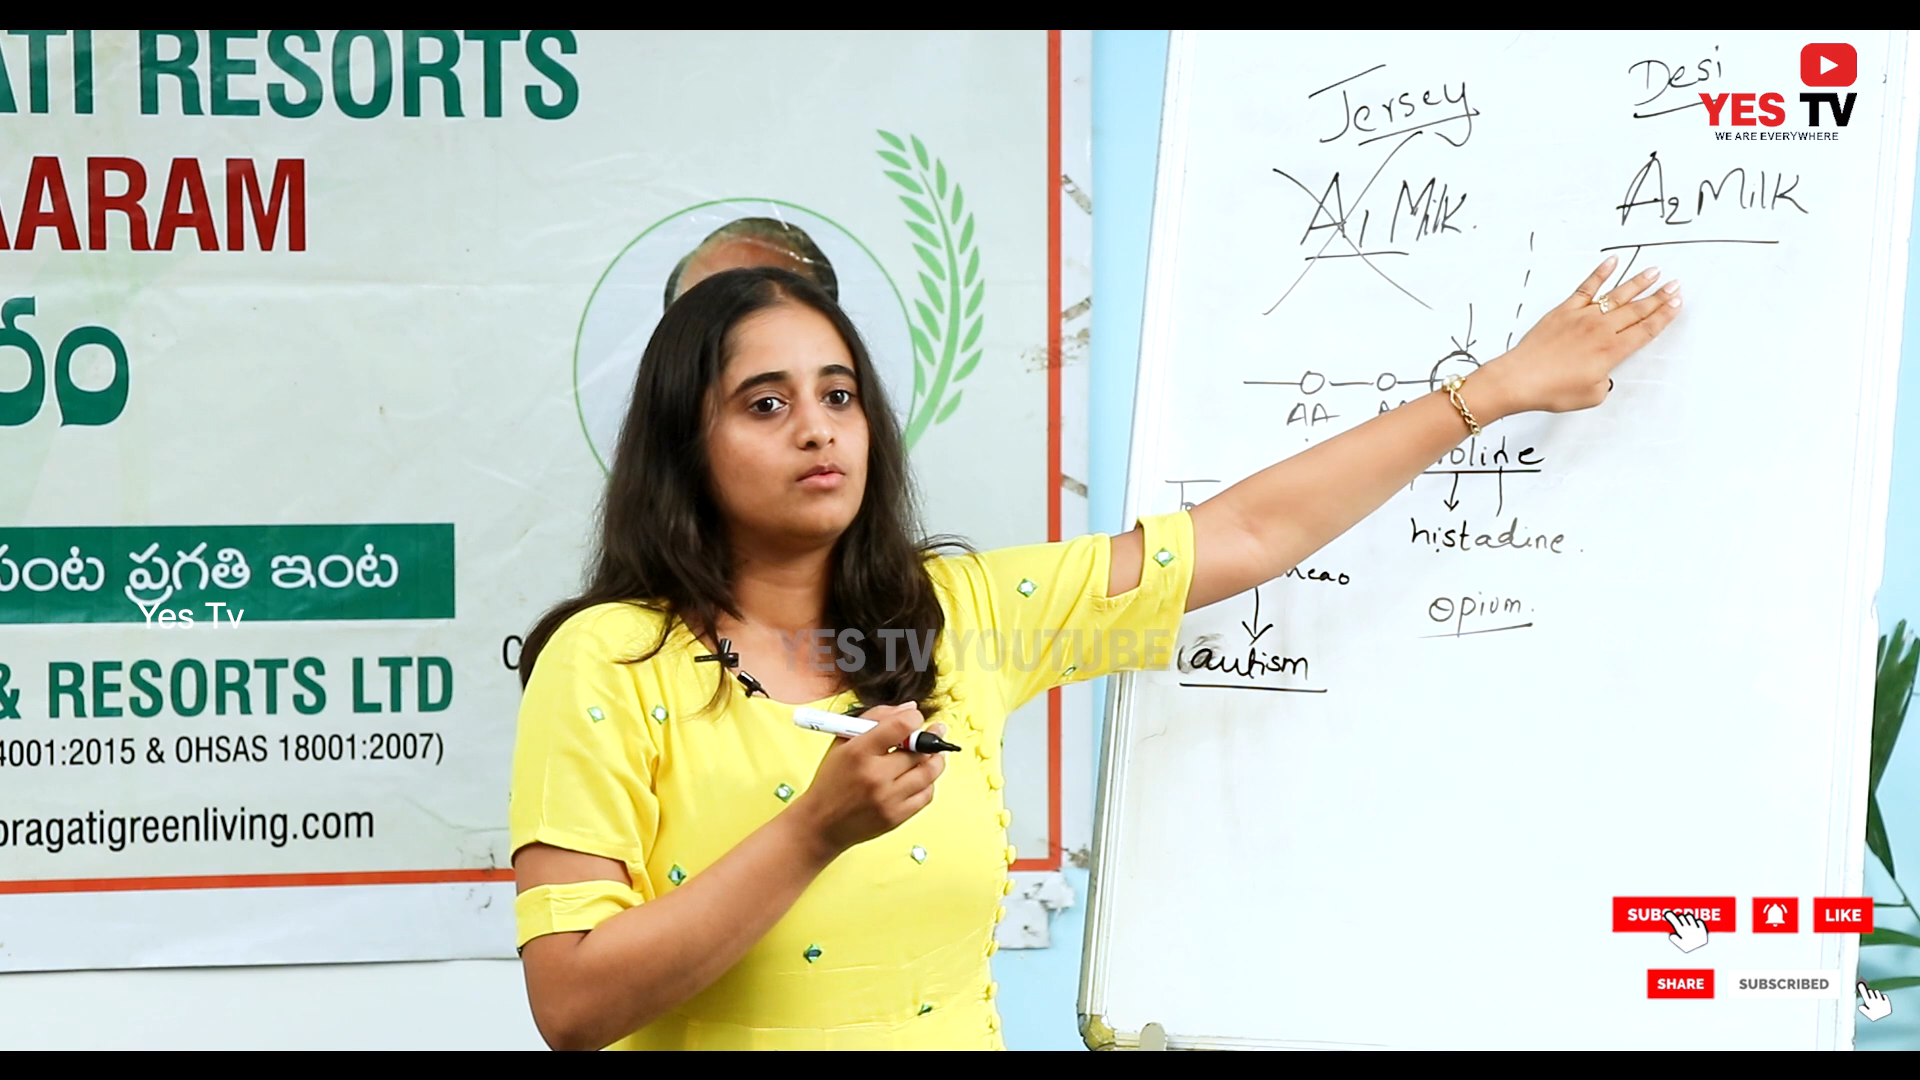 ATI RESORTS
AARAM
రం
ప్రగతి ఇంట
Yes Tv
& RESORTS LTD
4001:2015 & OHSAS 18001:2007)
pragatigreenliving.com
YES TV YOUTUBE
Jersey
A1 Milk.
Desi
A2 Milk
YES TV
WE ARE EVERYWHERE
AA
oline
histadine.
Opium.
autism
SUBSCRIBE
LIKE
SHARE
SUBSCRIBED